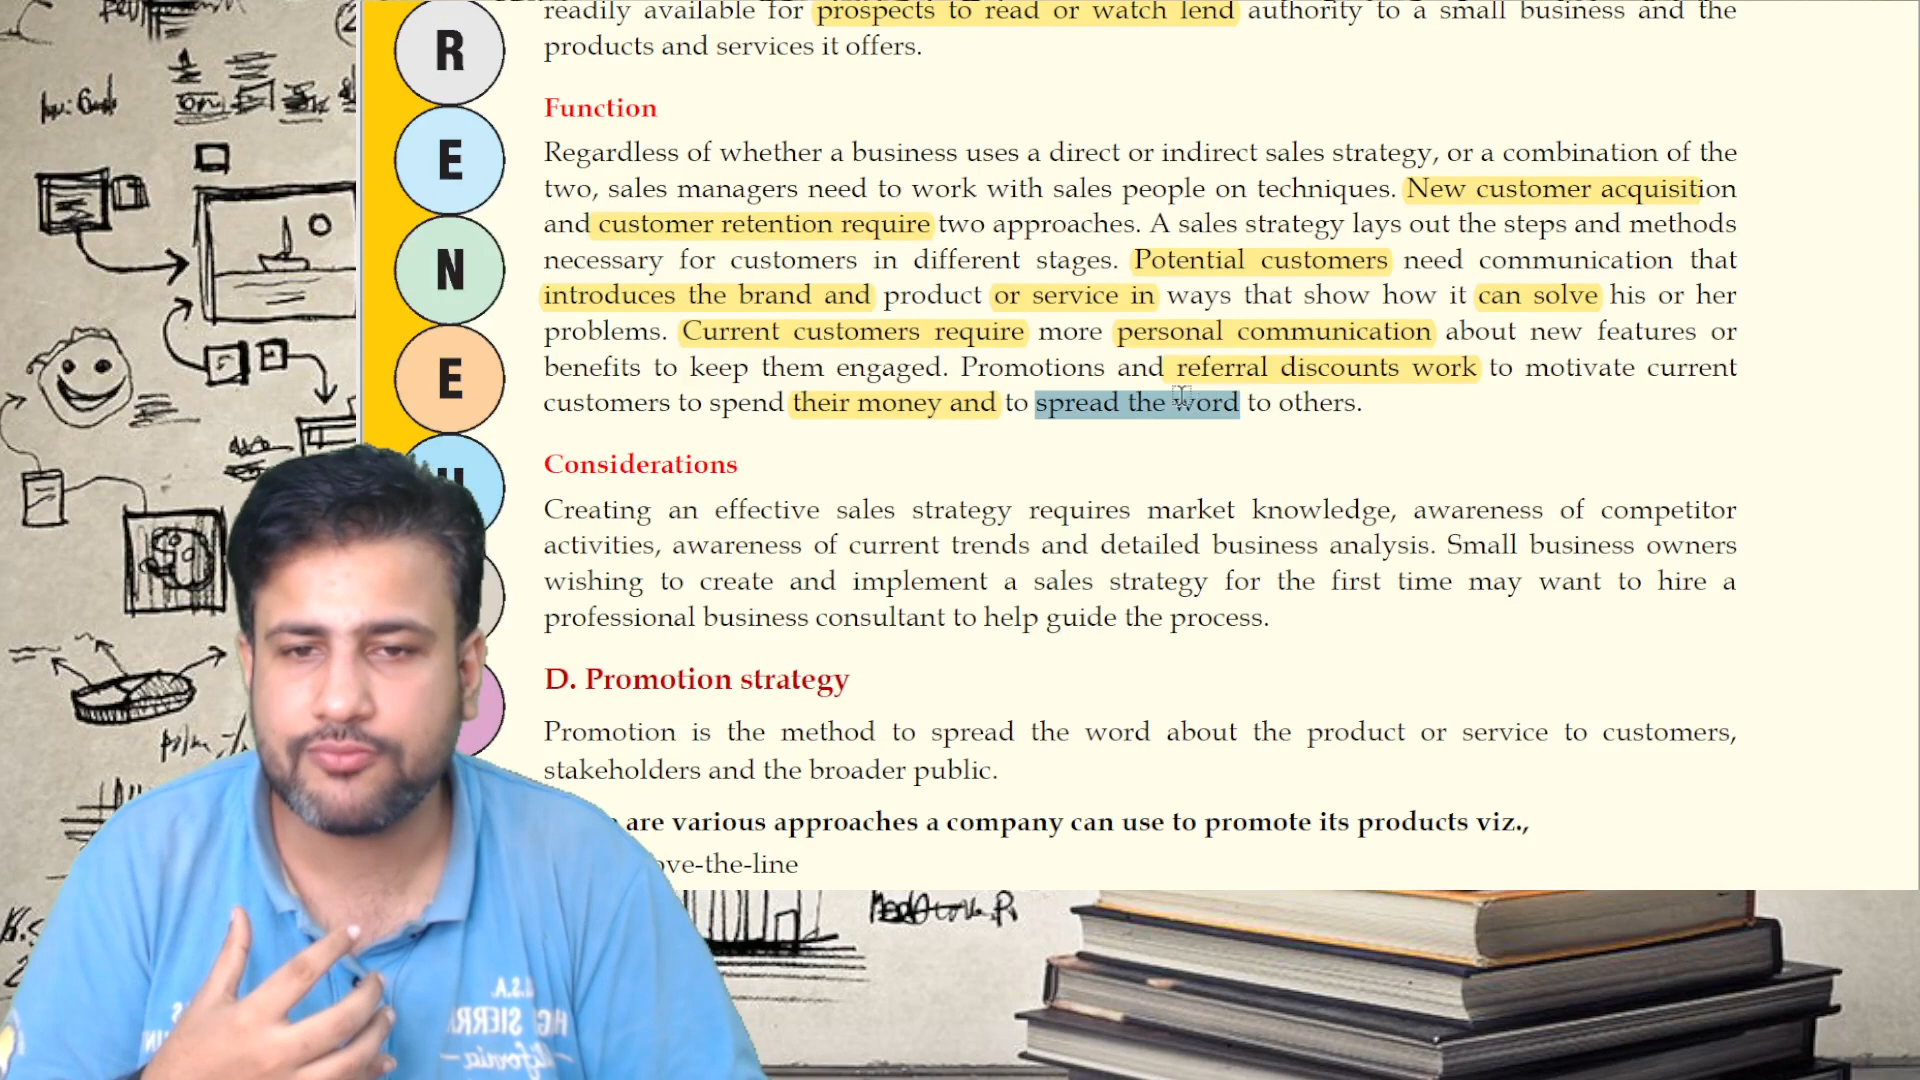 readily available for prospects to read or watch lend authority to a small business and the
products and services it offers.
R
E
N
E
Function
Regardless of whether a business uses a direct or indirect sales strategy, or a combination of the
two, sales managers need to work with sales people on techniques. New customer acquisition
and customer retention require two approaches. A sales strategy lays out the steps and methods
necessary for customers in different stages. Potential customers need communication that
introduces the brand and product or service in ways that show how it can solve his or her
problems. Current customers require more personal communication about new features or
benefits to keep them engaged. Promotions and referral discounts work to motivate current
customers to spend their money and to spread the word to others.
Considerations
Creating an effective sales strategy requires market knowledge, awareness of competitor
activities, awareness of current trends and detailed business analysis. Small business owners
wishing to create and implement a sales strategy for the first time may want to hire a
professional business consultant to help guide the process.
D. Promotion strategy
Promotion is the method to spread the word about the product or service to customers,
stakeholders and the broader public.
are various approaches a company can use to promote its products viz.,
ove-the-line